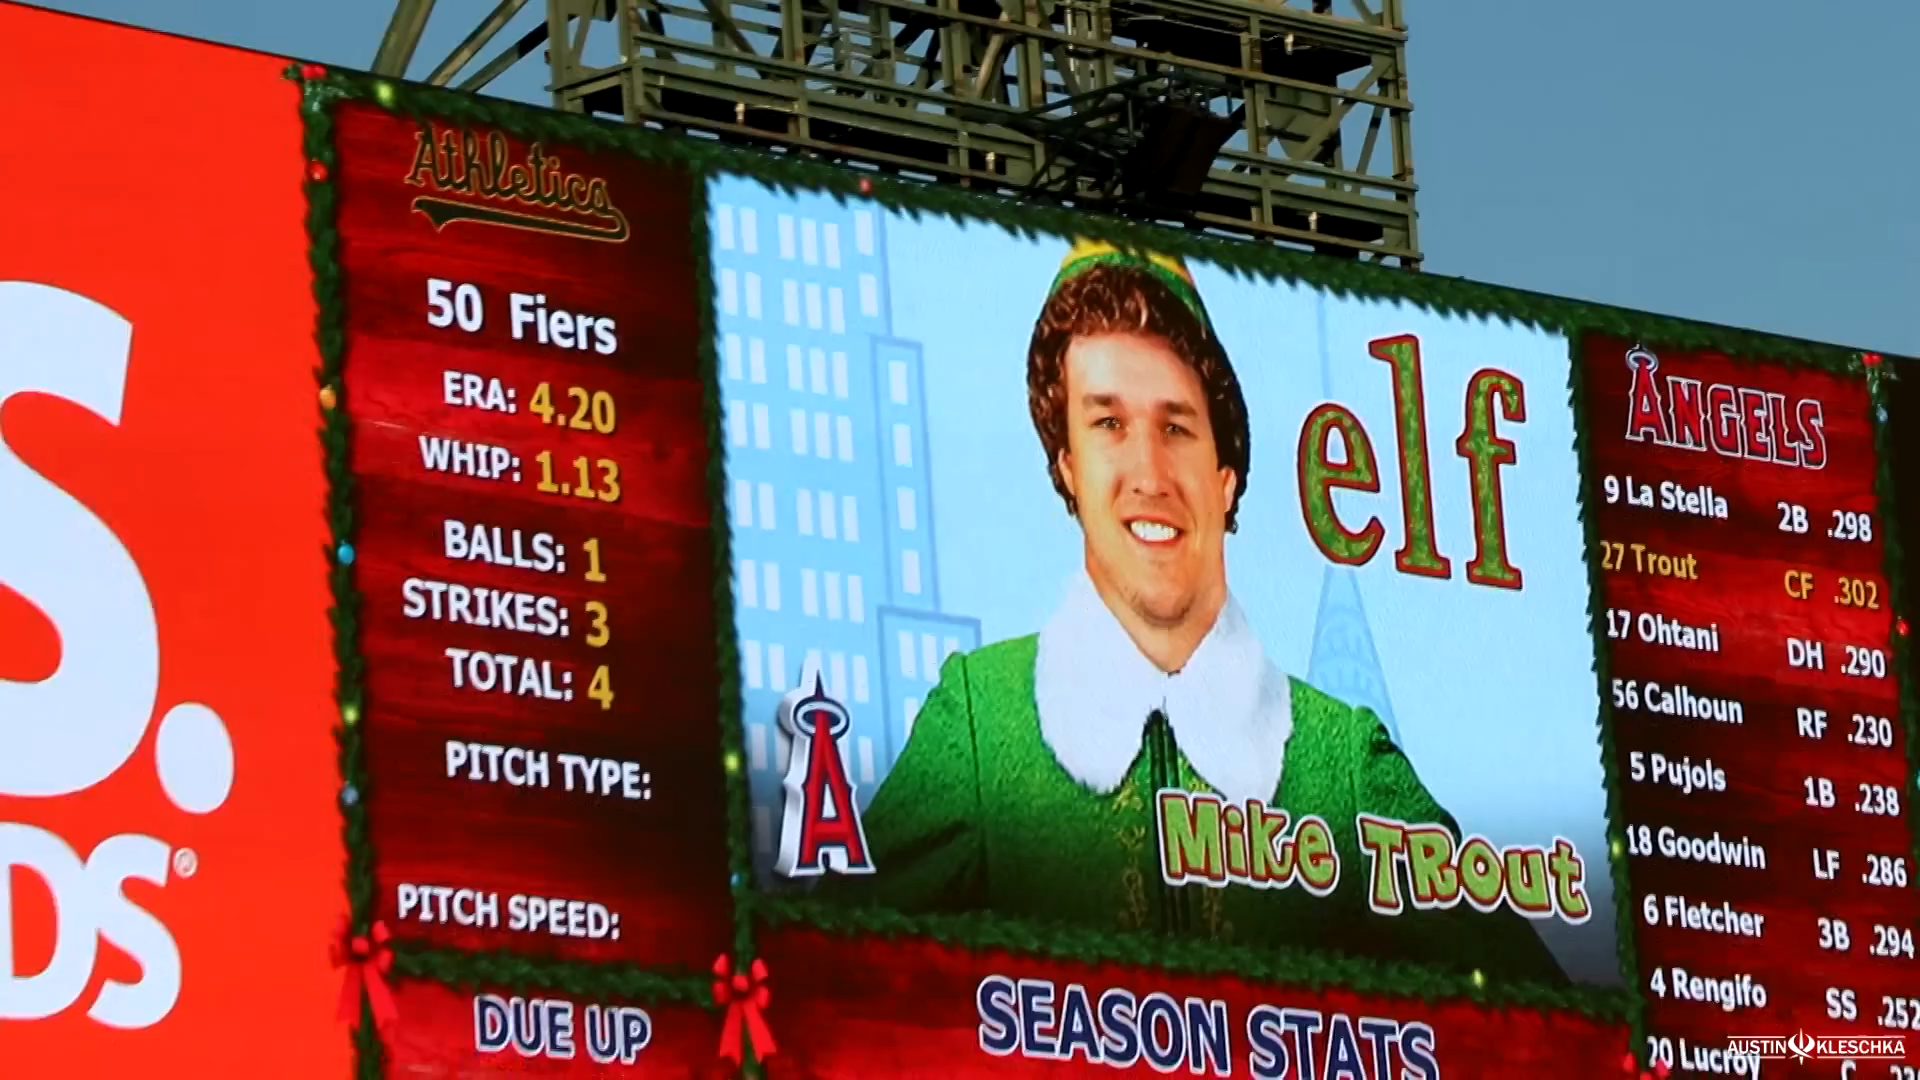 S.
DS®
Athletics
50 Fiers
ERA: 4.20
WHIP: 1.13
BALLS: 1
STRIKES: 3
TOTAL: 4
PITCH TYPE:
PITCH SPEED:
DUE UP
elf
A
Mike Trout
SEASON STATS
ANGELS
9 La Stella 2B .298
27 Trout CF .302
17 Ohtani DH .290
56 Calhoun RF .230
5 Pujols 1B .238
18 Goodwin LF .286
6 Fletcher 3B .294
4 Rengifo SS .252
20 Lucroy C
AUSTIN KLESCHKA